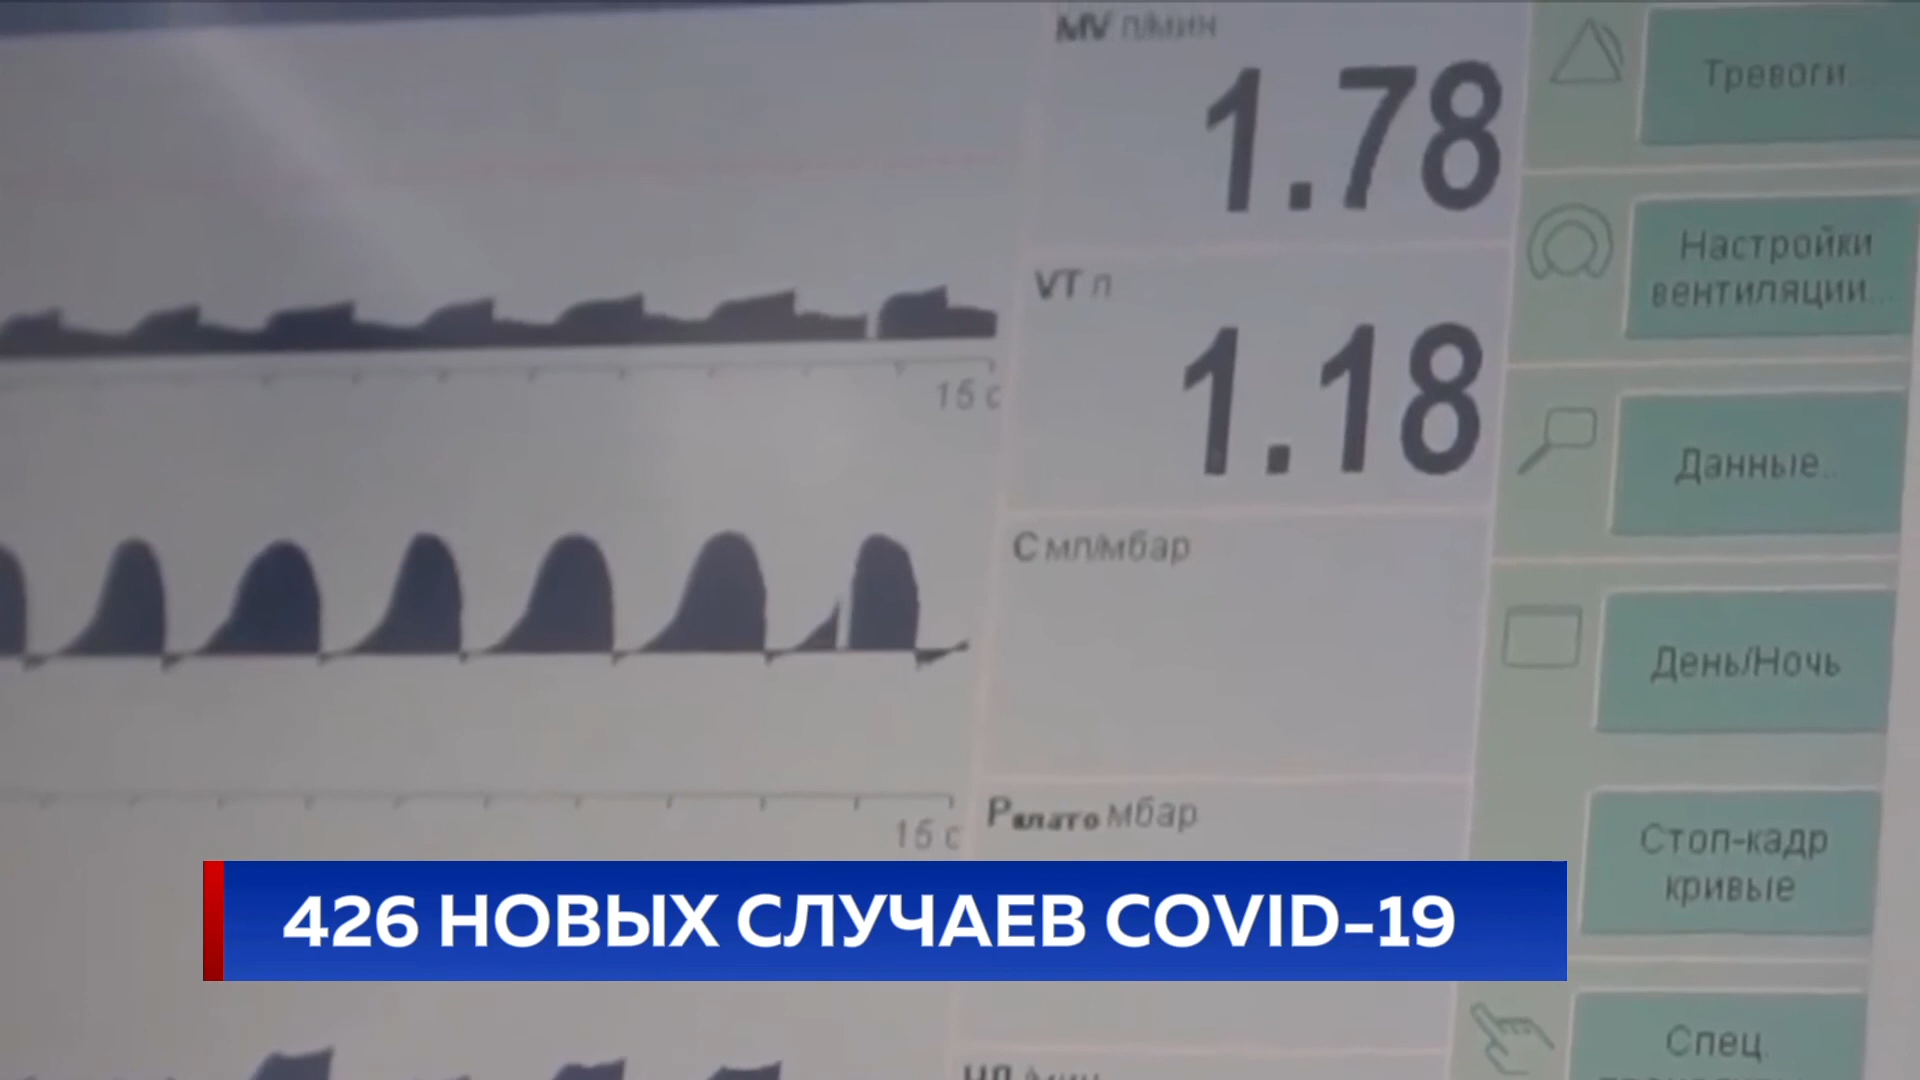 MV л/мин
1.78
Тревоги
VT л
1.18
Настройки
вентиляции...
15 с
C мл/мбар
Данные..
День/Ночь
Pплато мбар
15 с
Стоп-кадр
кривые
426 НОВЫХ СЛУЧАЕВ COVID-19
Спец.